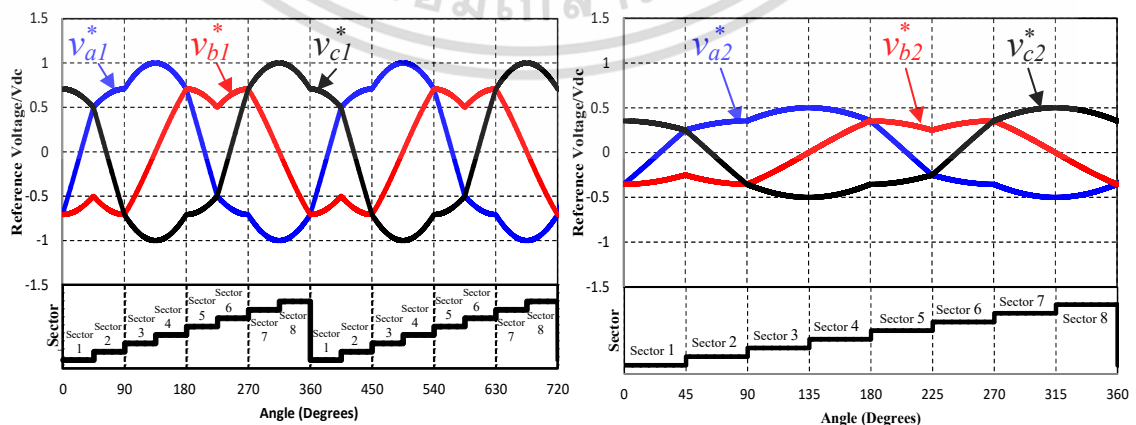 1.5
1
0.5
0
-0.5
-1
-1.5
Reference Voltage/Vdc
v*a1
v*b1
v*c1
Sector
Sector 1
Sector 2
Sector 3
Sector 4
Sector 5
Sector 6
Sector 7
Sector 8
Sector 1
Sector 2
Sector 3
Sector 4
Sector 5
Sector 6
Sector 7
Sector 8
0 90 180 270 360 450 540 630 720
Angle (Degrees)
1.5
1
0.5
0
-0.5
-1
-1.5
Reference Voltage/Vdc
v*a2
v*b2
v*c2
Sector
Sector 1
Sector 2
Sector 3
Sector 4
Sector 5
Sector 6
Sector 7
Sector 8
0 45 90 135 180 225 270 315 360
Angle (Degrees)